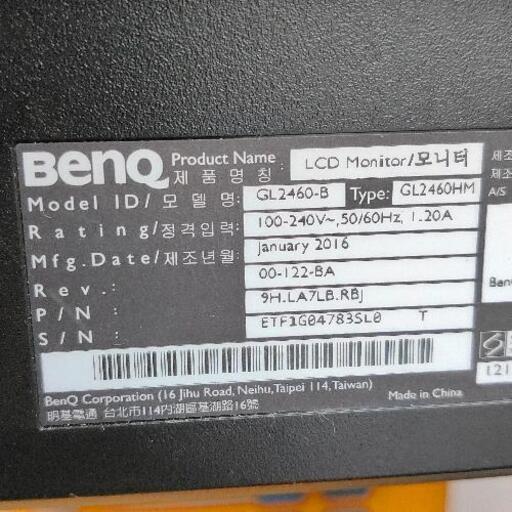 BenQ Product Name LCD Monitor/모니터
제 품 명 칭
Model ID/ 모 델 명: GL2460-B Type: GL2460HM
Rating/정격입력: 100-240V~,50/60Hz, 1.20A
Mfg.Date/제조년월: January 2016
Rev.: 00-122-BA
P/N: 9H.LA7LB.RBJ
S/N: ETF1G04783SL0 T
BenQ Corporation (16 Jihu Road, Neihu,Taipei 114,Taiwan)
明基電通 台北市114內湖區基湖路16號
Made in China
제조
A/S
BenQ
121